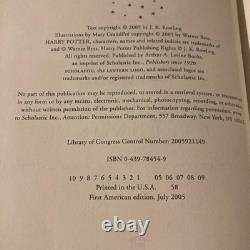 Text copyright © 2005 by J. K. Rowling
Illustrations by Mary GrandPré copyright © 2005 by Warner Bros.
HARRY POTTER, characters, names and related indicia are trademarks of
and © Warner Bros. Harry Potter Publishing Rights © J. K. Rowling.
All rights reserved. Published by Arthur A. Levine Books,
an imprint of Scholastic Inc., Publishers since 1920.
SCHOLASTIC, the LANTERN LOGO, and associated logos are
trademarks and/or registered trademarks of Scholastic Inc.
No part of this publication may be reproduced, stored in a retrieval system, or transmitted
in any form or by any means, electronic, mechanical, photocopying, recording, or otherwise,
without written permission of the publisher. For information regarding permission,
write to Scholastic Inc., Attention: Permissions Department, 557 Broadway, New York, NY
Library of Congress Control Number: 2005921149
ISBN 0-439-78454-9
10 9 8 7 6 5 4 3 2 1 05 06 07 08 09
Printed in the U.S.A. 58
First American edition, July 2005